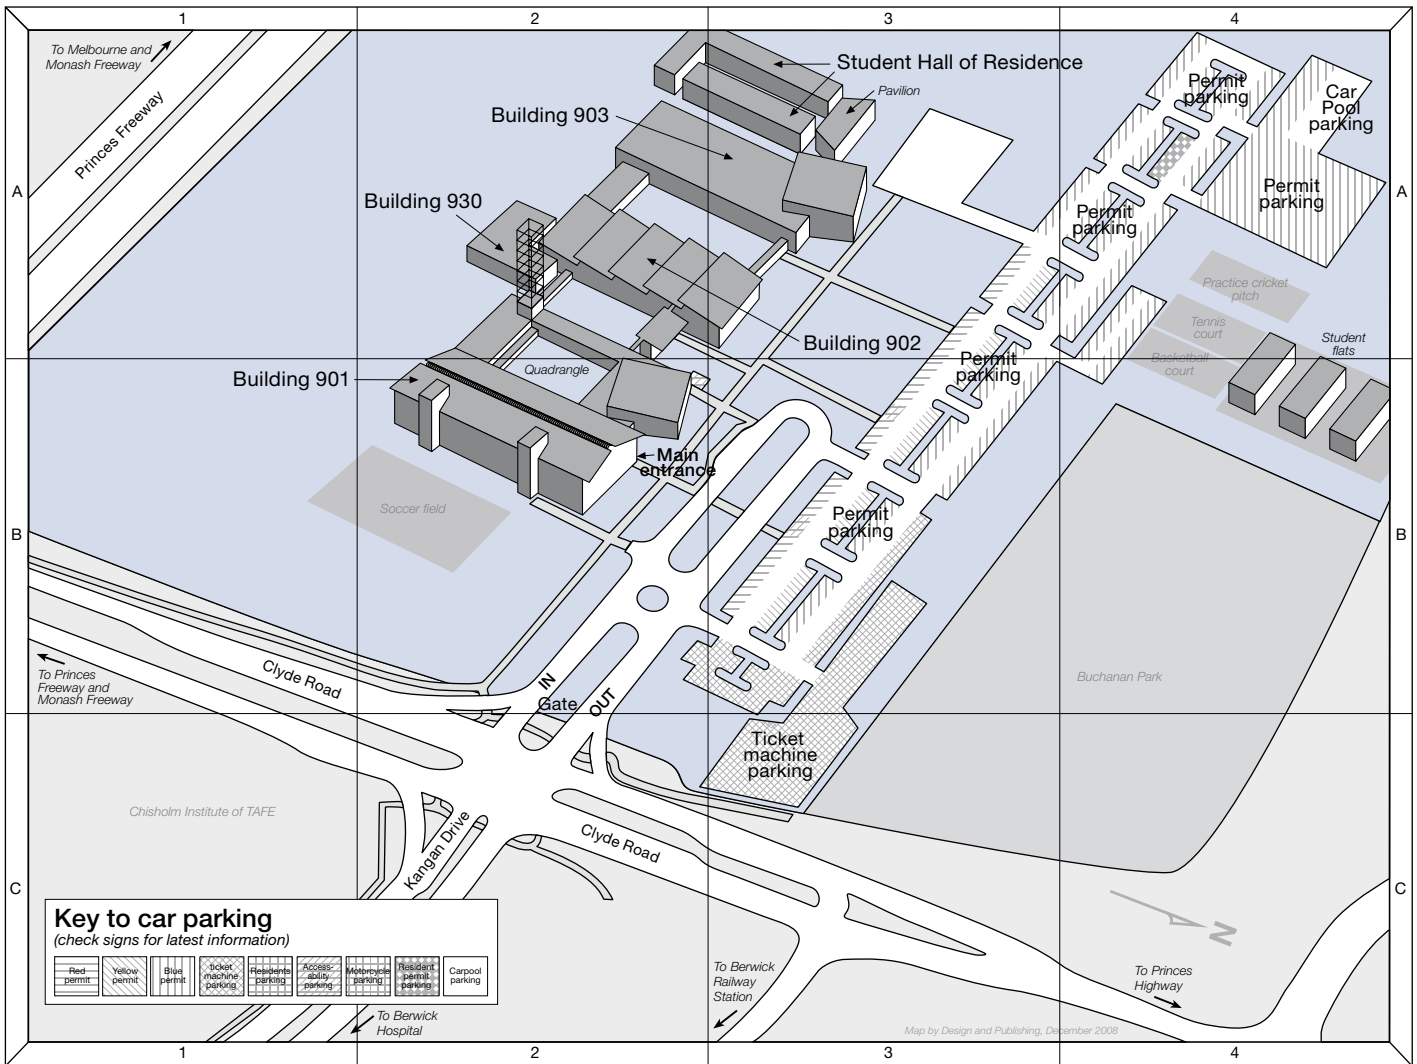 1
2
3
4
To Melbourne and
Monash Freeway
Princes Freeway
Student Hall of Residence
Pavilion
Building 903
Permit
parking
Car
Pool
parking
A
A
Permit
parking
Building 930
Permit
parking
Practice cricket
pitch
Tennis
court
Student
flats
Building 902
Basketball
court
Permit
parking
Quadrangle
Building 901
Main
entrance
Soccer field
Permit
parking
B
B
Clyde Road
To Princes
Freeway and
Monash Freeway
IN
Gate
OUT
Buchanan Park
Ticket
machine
parking
Chisholm Institute of TAFE
Kangan Drive
Clyde Road
C
C
Key to car parking
(check signs for latest information)
Red
permit
Yellow
permit
Blue
permit
ticket
machine
parking
Residents
parking
Access-
ability
parking
Motorcycle
parking
Resident
permit
parking
Carpool
parking
N
To Berwick
Railway
Station
To Princes
Highway
To Berwick
Hospital
Map by Design and Publishing, December 2008
1
2
3
4